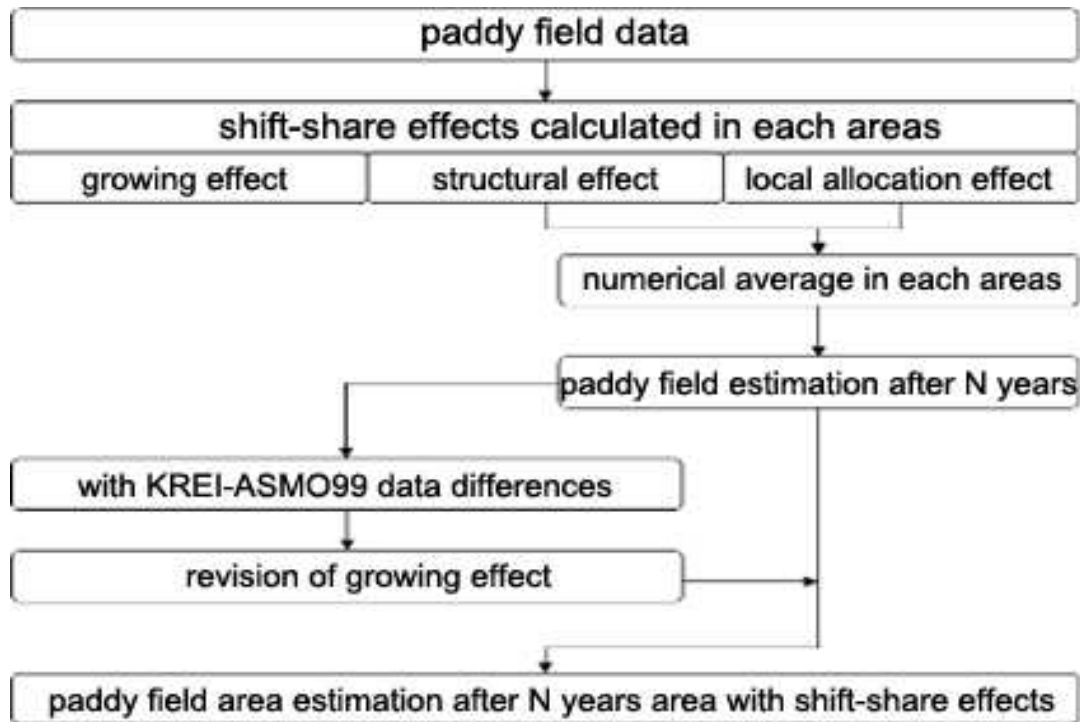 paddy field data
shift-share effects calculated in each areas
growing effect
structural effect
local allocation effect
numerical average in each areas
paddy field estimation after N years
with KREI-ASMO99 data differences
revision of growing effect
paddy field area estimation after N years area with shift-share effects